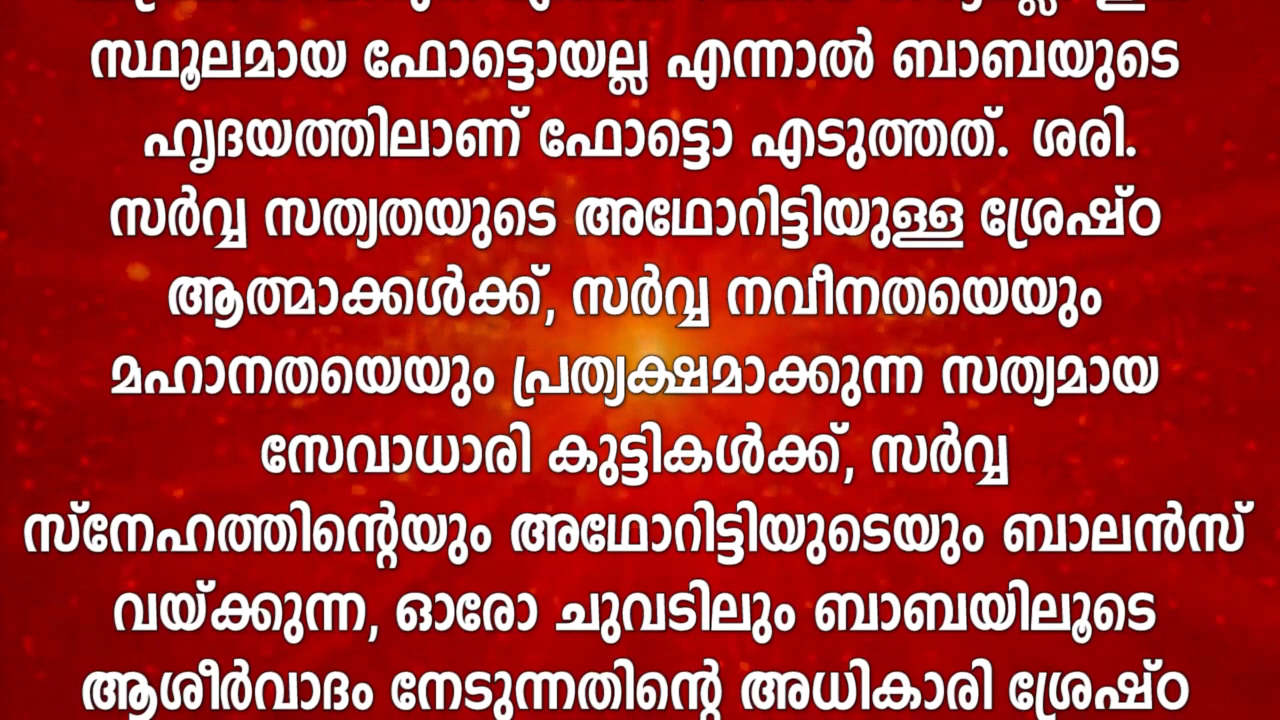 സ്ഥൂലമായ ഫോട്ടൊയല്ല എന്നാൽ ബാബയുടെ
ഹൃദയത്തിലാണ് ഫോട്ടൊ എടുത്തത്. ശരി.
സർവ്വ സത്യതയുടെ അഥോറിട്ടിയുള്ള ശ്രേഷ്ഠ
ആത്മാക്കൾക്ക്, സർവ്വ നവീനതയെയും
മഹാനതയെയും പ്രത്യക്ഷമാക്കുന്ന സത്യമായ
സേവാധാരി കുട്ടികൾക്ക്, സർവ്വ
സ്നേഹത്തിന്റെയും അഥോറിട്ടിയുടെയും ബാലൻസ്
വയ്ക്കുന്ന, ഓരോ ചുവടിലും ബാബയിലൂടെ
ആശീർവാദം നേടുന്നതിന്റെ അധികാരി ശ്രേഷ്ഠ